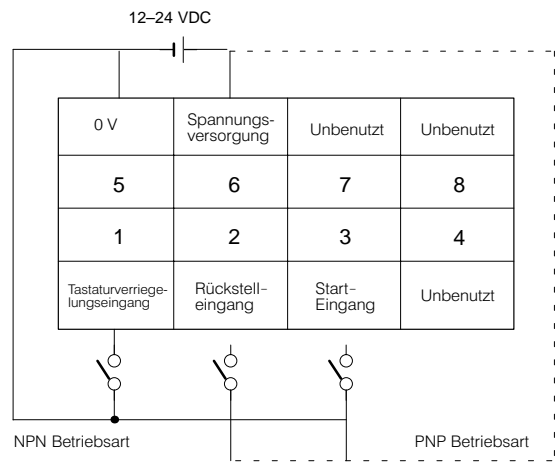 12–24 VDC
0 V
Spannungs-
versorgung
Unbenutzt
Unbenutzt
5
6
7
8
1
2
3
4
Tastaturverriege-
lungseingang
Rückstell-
eingang
Start-
Eingang
Unbenutzt
NPN Betriebsart
PNP Betriebsart